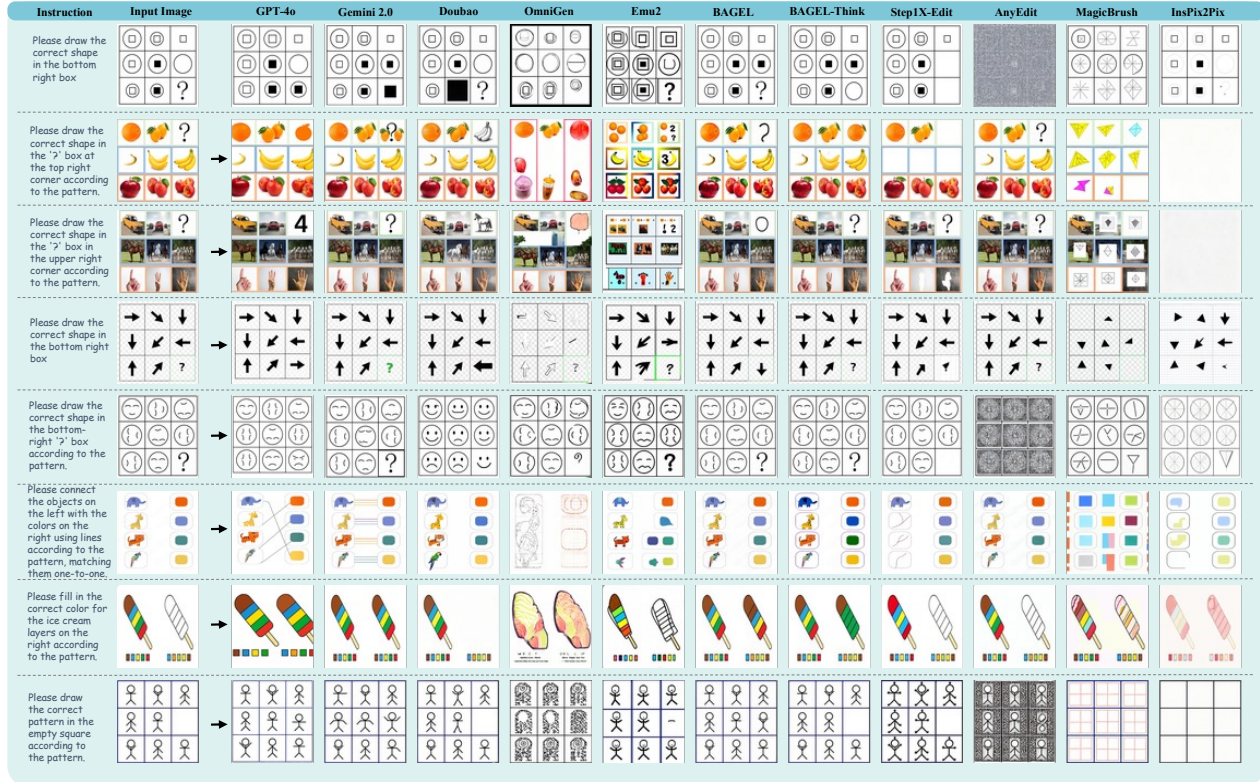 Instruction Input Image GPT-4o Gemini 2.0 Doubao OmniGen Emu2 BAGEL BAGEL-Think Step1X-Edit AnyEdit MagicBrush InsPix2Pix
Please draw the
correct shape
in the bottom
right box
Please draw the
correct shape in
the '?' box at
the top right
corner according
to the pattern.
Please draw the
correct shape in
the '?' box in
the upper right
corner according
to the pattern.
Please draw the
correct shape in
the bottom right
box
Please draw the
correct shape in
the bottom-
right '?' box
according to the
pattern.
Please connect
the objects on
the left with the
colors on the
right using lines
according to the
pattern, matching
them one-to-one.
Please fill in the
correct color for
the ice cream
layers on the
right according
to the pattern.
Please draw
the correct
pattern in the
empty square
according to
the pattern.